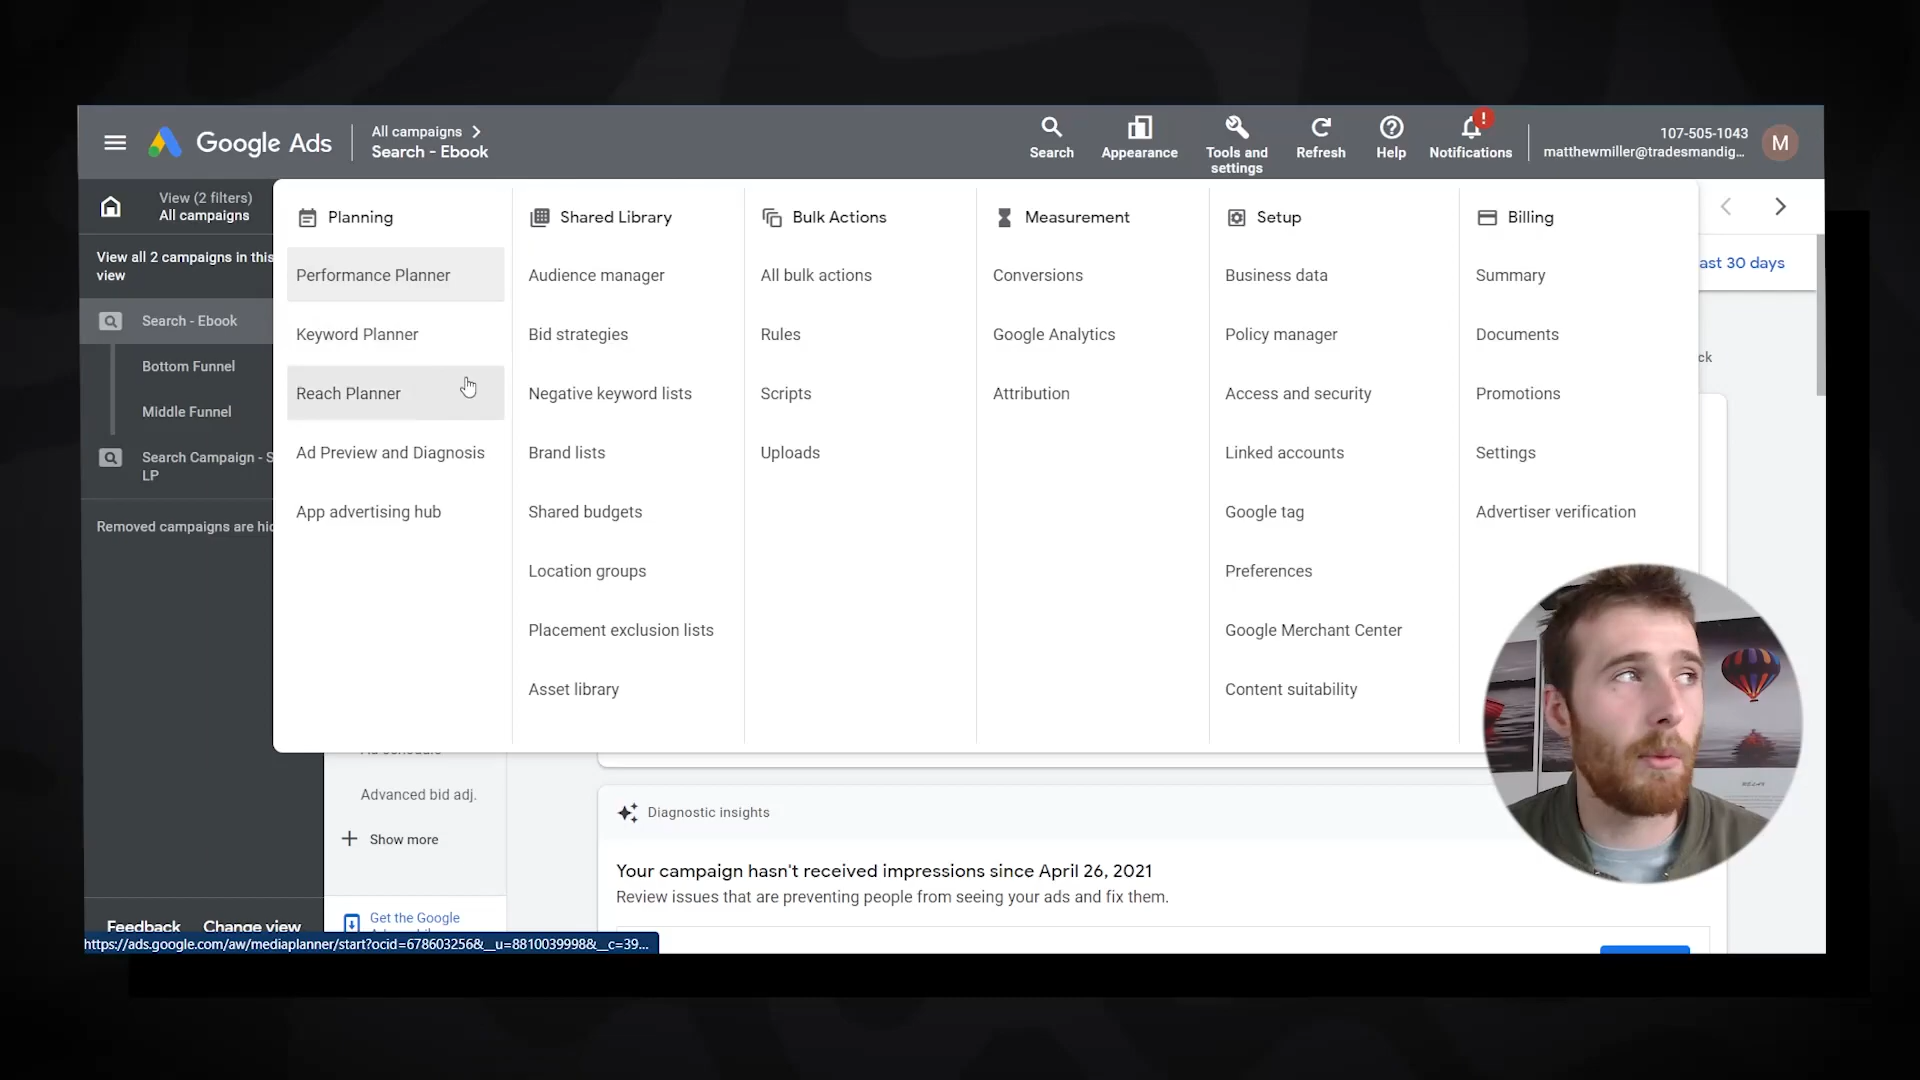 Google Ads
All campaigns
Search - Ebook
Search
Appearance
Tools and
settings
Refresh
Help
Notifications
107-505-1043
matthewmiller@tradesmandig...
M
View (2 filters)
All campaigns
View all 2 campaigns in this
view
Search - Ebook
Bottom Funnel
Middle Funnel
Search Campaign - S
LP
Removed campaigns are hid
Feedback
Change view
Planning
Performance Planner
Keyword Planner
Reach Planner
Ad Preview and Diagnosis
App advertising hub
Shared Library
Audience manager
Bid strategies
Negative keyword lists
Brand lists
Shared budgets
Location groups
Placement exclusion lists
Asset library
Bulk Actions
All bulk actions
Rules
Scripts
Uploads
Measurement
Conversions
Google Analytics
Attribution
Setup
Business data
Policy manager
Access and security
Linked accounts
Google tag
Preferences
Google Merchant Center
Content suitability
Billing
Summary
Documents
Promotions
Settings
Advertiser verification
ast 30 days
ck
Advanced bid adj.
Show more
Get the Google
Diagnostic insights
Your campaign hasn't received impressions since April 26, 2021
Review issues that are preventing people from seeing your ads and fix them.
https://ads.google.com/aw/mediaplanner/start?ocid=678603256&__u=8810039998&__c=39...